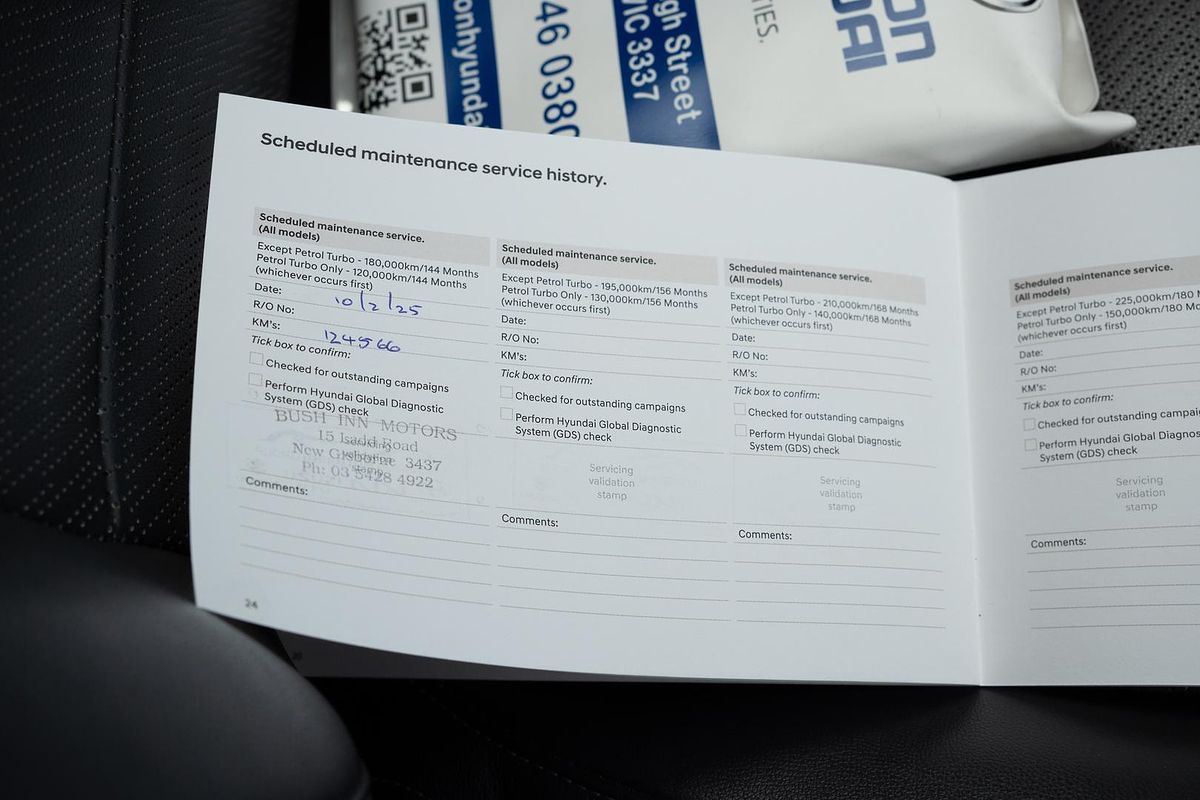 onhyunda
46 0380
gh Street
VIC 3337
TIES.
on
DAI
Scheduled maintenance service history.
Scheduled maintenance service.
(All models)
Except Petrol Turbo - 180,000km/144 Months
Petrol Turbo Only - 120,000km/144 Months
(whichever occurs first)
Date: 10/2/25
R/O No:
KM's: 124566
Tick box to confirm:
Checked for outstanding campaigns
Perform Hyundai Global Diagnostic
System (GDS) check
BUSH INN MOTORS
15 Road
New Gisborne 3437
Ph: 03 5428 4922
Servicing
validation
stamp
Comments:
24
Scheduled maintenance service.
(All models)
Except Petrol Turbo - 195,000km/156 Months
Petrol Turbo Only - 130,000km/156 Months
(whichever occurs first)
Date:
R/O No:
KM's:
Tick box to confirm:
Checked for outstanding campaigns
Perform Hyundai Global Diagnostic
System (GDS) check
Servicing
validation
stamp
Comments:
Scheduled maintenance service.
(All models)
Except Petrol Turbo - 210,000km/168 Months
Petrol Turbo Only - 140,000km/168 Months
(whichever occurs first)
Date:
R/O No:
KM's:
Tick box to confirm:
Checked for outstanding campaigns
Perform Hyundai Global Diagnostic
System (GDS) check
Servicing
validation
stamp
Comments:
Scheduled maintenance service.
(All models)
Except Petrol Turbo - 225,000km/180 M
Petrol Turbo Only - 150,000km/180 Mo
(whichever occurs first)
Date:
R/O No:
KM's:
Tick box to confirm:
Checked for outstanding campa
Perform Hyundai Global Diagnos
System (GDS) check
Servicing
validation
stamp
Comments: